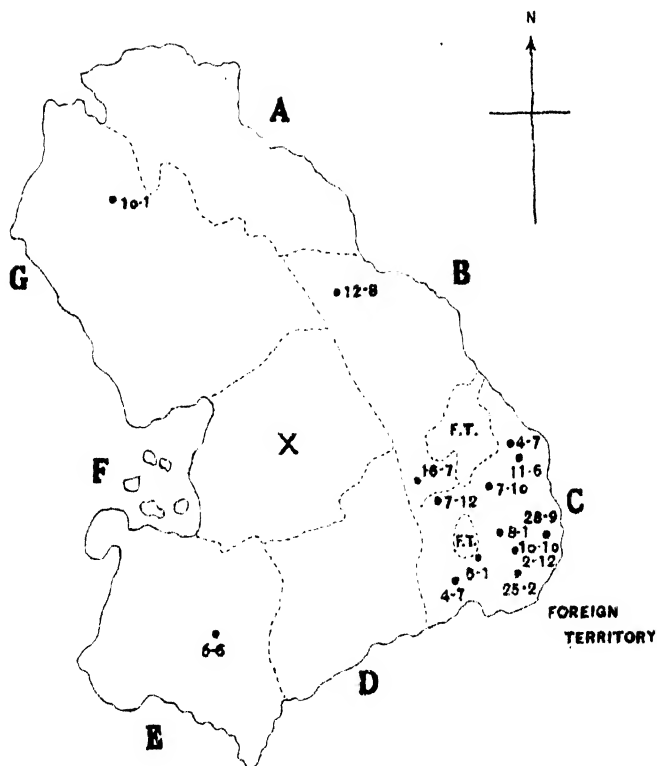 N
A
10·1
G
B
12·8
F.T.
4·7
X
11·6
F
16·7
7·10
C
7·12
28·9
8·1
F.T.
10·10
2·12
5·1
4·7
25·2
FOREIGN
TERRITORY
6-6
D
E